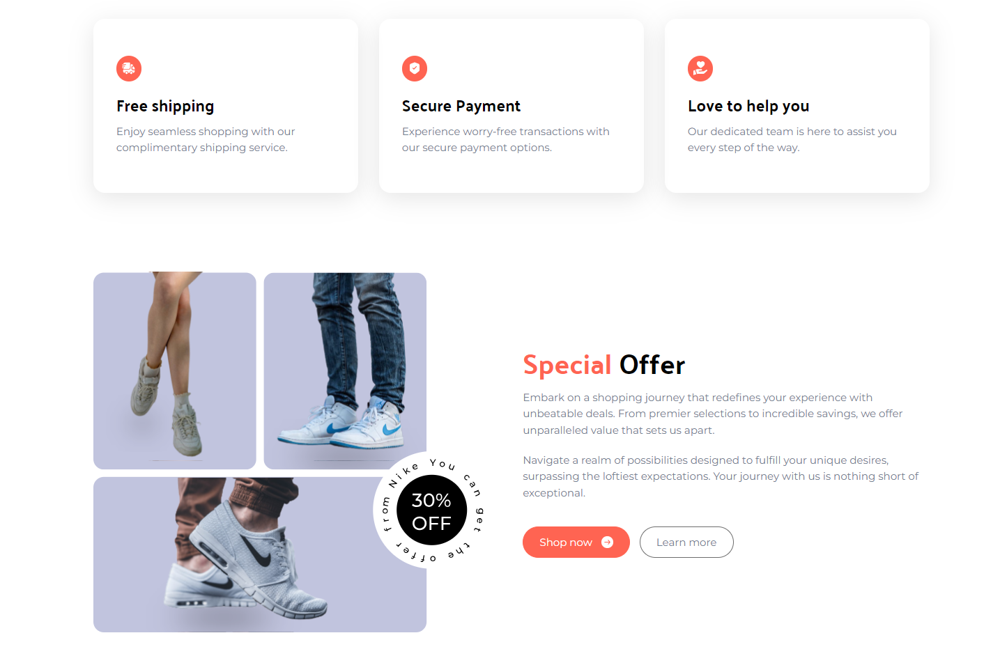 Free shipping
Enjoy seamless shopping with our
complimentary shipping service.
Secure Payment
Experience worry-free transactions with
our secure payment options.
Love to help you
Our dedicated team is here to assist you
every step of the way.
You can get the offer from Nike
30%
OFF
Special Offer
Embark on a shopping journey that redefines your experience with
unbeatable deals. From premier selections to incredible savings, we offer
unparalleled value that sets us apart.
Navigate a realm of possibilities designed to fulfill your unique desires,
surpassing the loftiest expectations. Your journey with us is nothing short of
exceptional.
Shop now
Learn more